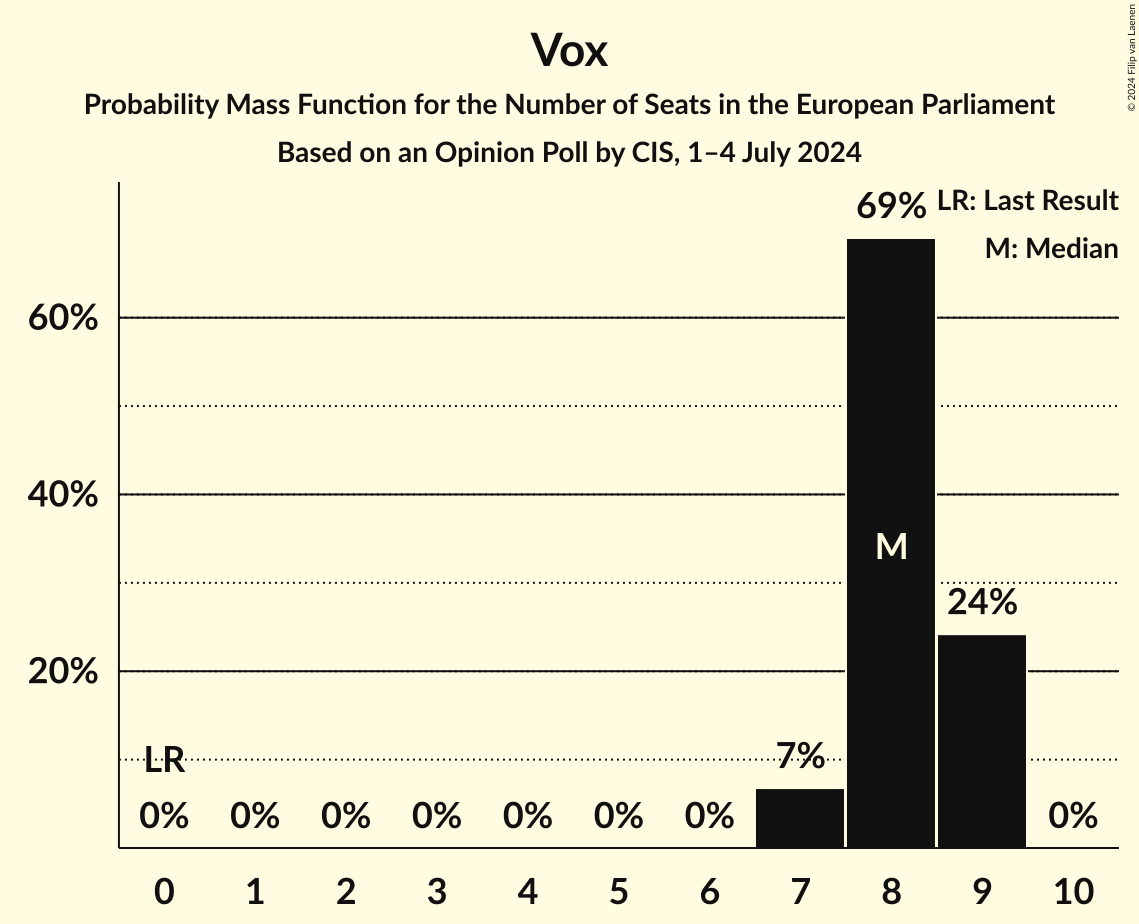 Vox
Probability Mass Function for the Number of Seats in the European Parliament
Based on an Opinion Poll by CIS, 1–4 July 2024
© 2024 Filip van Laenen
LR: Last Result
M: Median
69%
60%
40%
M
24%
20%
LR
7%
0% 0% 0% 0% 0% 0% 0% 0%
0 1 2 3 4 5 6 7 8 9 10